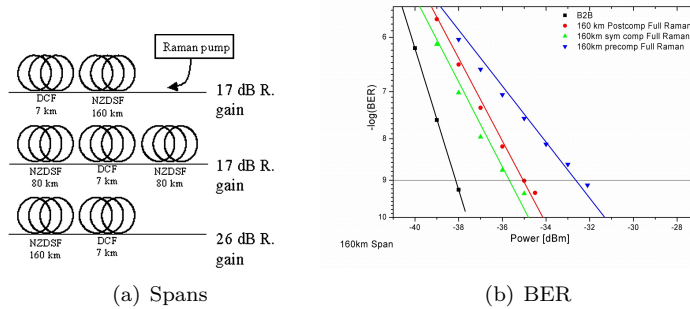 Raman pump
DCF
7 km
NZDSF
160 km
17 dB R.
gain
NZDSF
80 km
DCF
7 km
NZDSF
80 km
17 dB R.
gain
NZDSF
160 km
DCF
7 km
26 dB R.
gain
(a) Spans
B2B
160 km Postcomp Full Raman
160km sym comp Full Raman
160km precomp Full Raman
-log(BER)
6
7
8
9
10
-40 -38 -36 -34 -32 -30 -28
Power [dBm]
160km Span
(b) BER